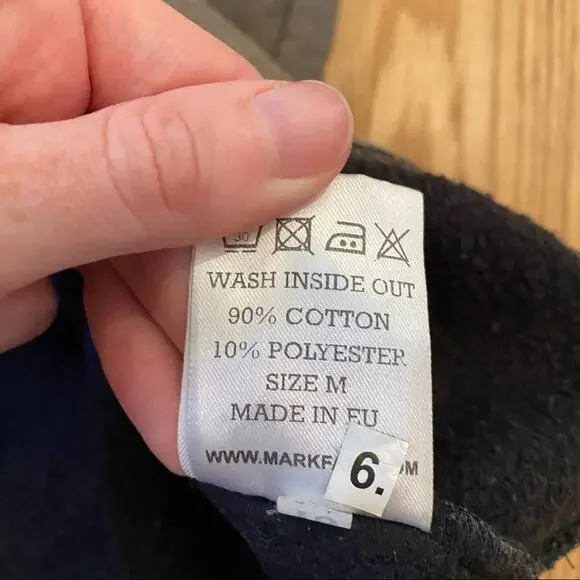 30
WASH INSIDE OUT
90% COTTON
10% POLYESTER
SIZE M
MADE IN EU
6.